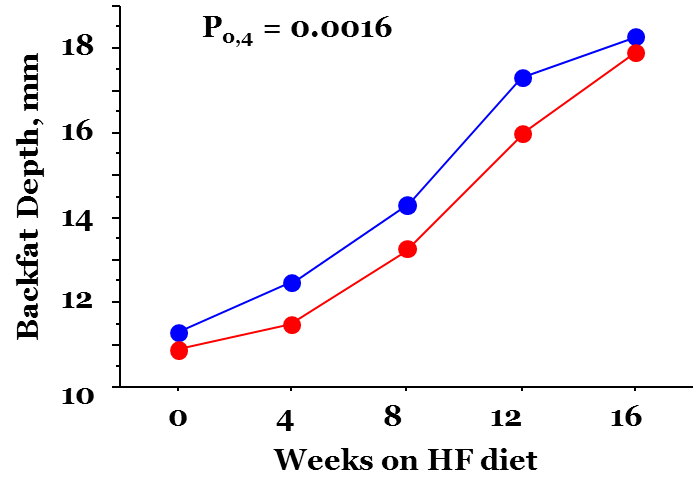 P0,4 = 0.0016
Backfat Depth, mm
18
16
14
12
10
0 4 8 12 16
Weeks on HF diet